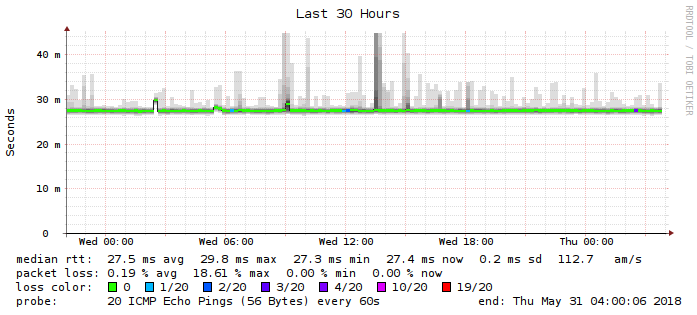 Last 30 Hours
RRDTOOL / TOBI OETIKER
Seconds
40 m
30 m
20 m
10 m
0
Wed 00:00 Wed 06:00 Wed 12:00 Wed 18:00 Thu 00:00
median rtt: 27.5 ms avg 29.8 ms max 27.3 ms min 27.4 ms now 0.2 ms sd 112.7 am/s
packet loss: 0.19 % avg 18.61 % max 0.00 % min 0.00 % now
loss color: 0 1/20 2/20 3/20 4/20 10/20 19/20
probe: 20 ICMP Echo Pings (56 Bytes) every 60s end: Thu May 31 04:00:06 2018